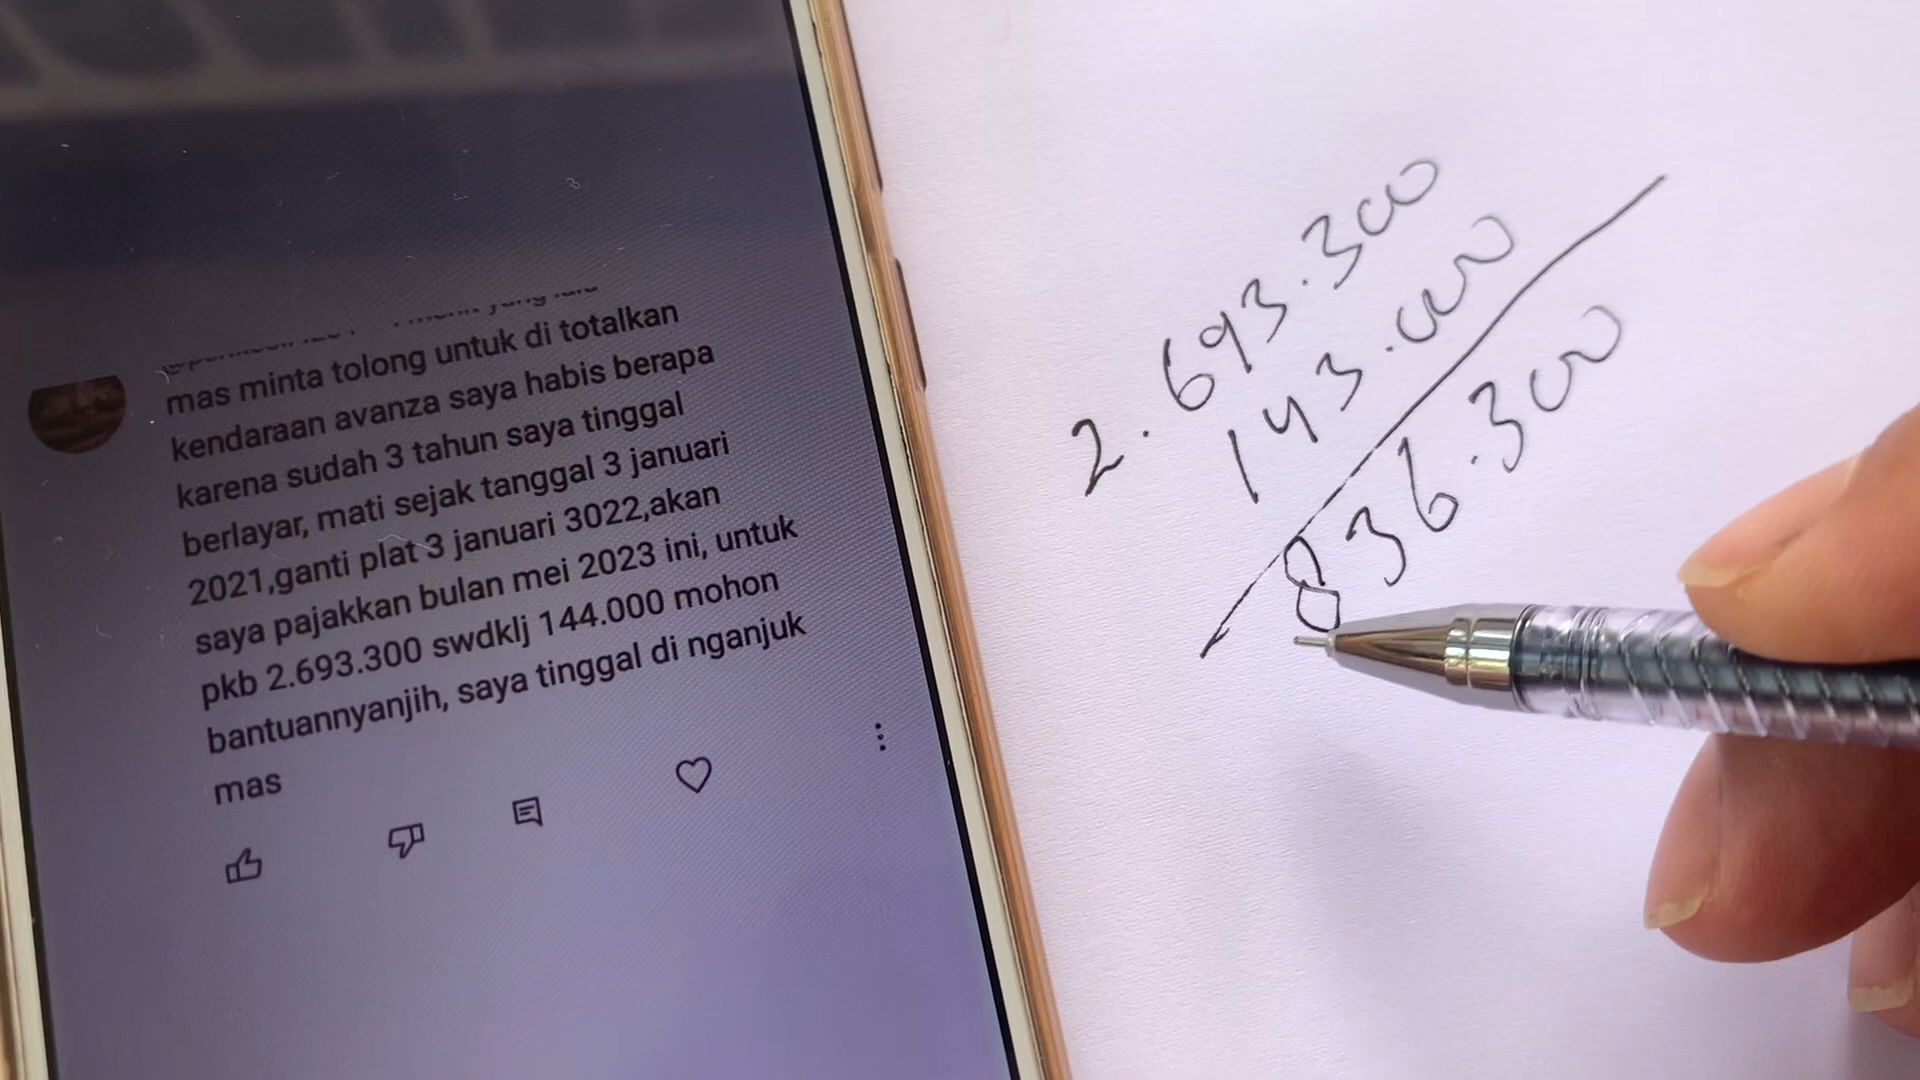 mas minta tolong untuk di totalkan
kendaraan avanza saya habis berapa
karena sudah 3 tahun saya tinggal
berlayar, mati sejak tanggal 3 januari
2021,ganti plat 3 januari 3022,akan
saya pajakkan bulan mei 2023 ini, untuk
pkb 2.693.300 swdklj 144.000 mohon
bantuannyanjih, saya tinggal di nganjuk
mas
2.693.300
143.000
836.300